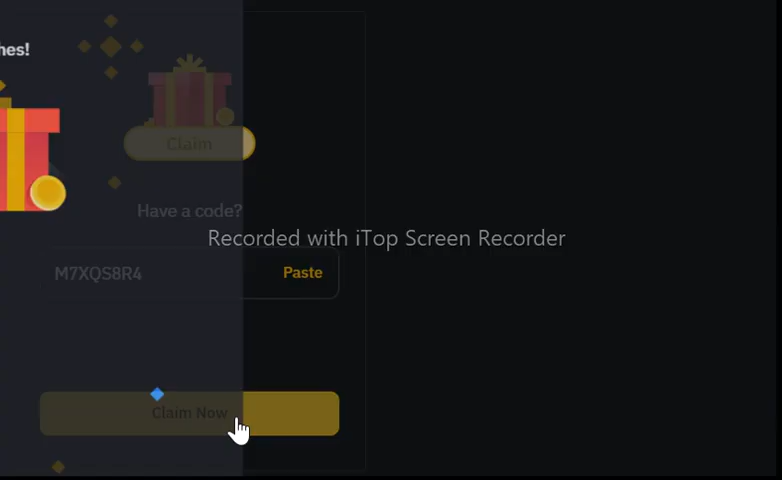 hes!
Claim
Have a code?
Recorded with iTop Screen Recorder
M7XQS8R4 Paste
Claim Now